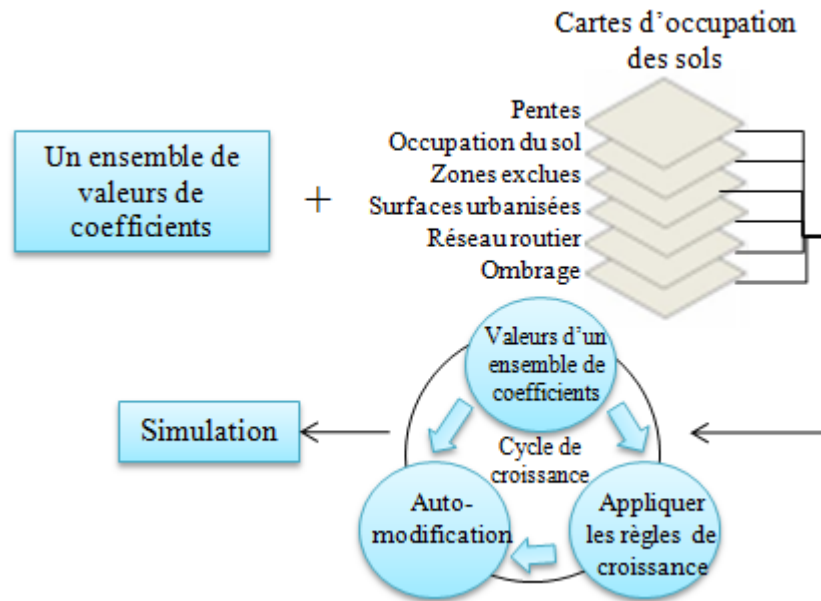 Cartes d'occupation
des sols
Un ensemble de
valeurs de
coefficients
+
Pentes
Occupation du sol
Zones exclues
Surfaces urbanisées
Réseau routier
Ombrage
Valeurs d'un
ensemble de
coefficients
Simulation
Cycle de
croissance
Auto-
modification
Appliquer
les règles de
croissance